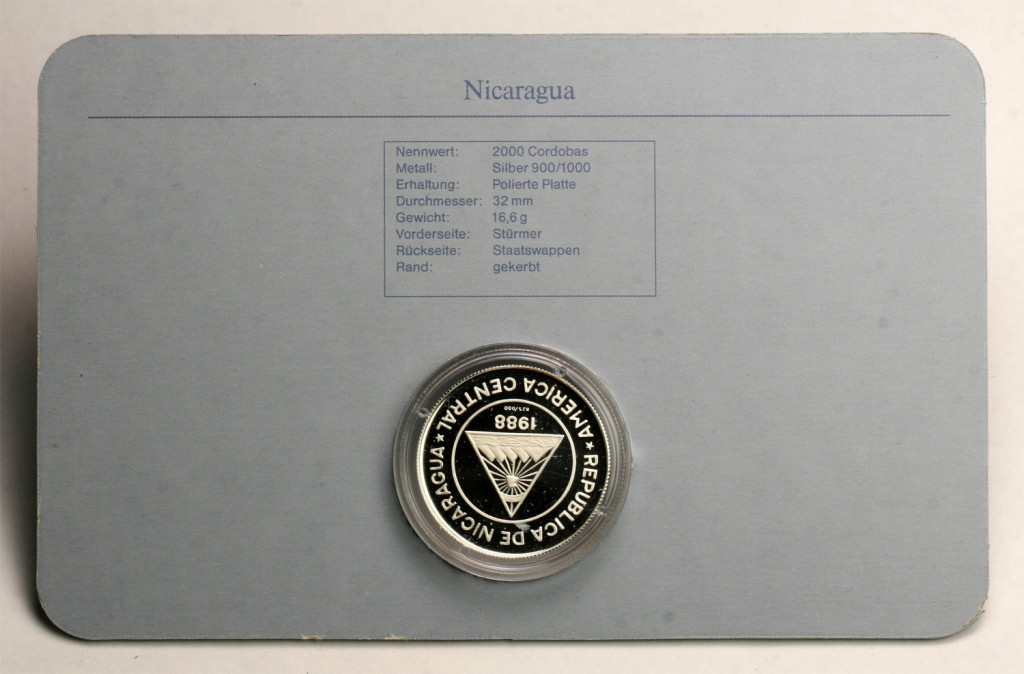 Nicaragua
Nennwert: 2000 Cordobas
Metall: Silber 900/1000
Erhaltung: Polierte Platte
Durchmesser: 32 mm
Gewicht: 16,6 g
Vorderseite: Stürmer
Rückseite: Staatswappen
Rand: gekerbt
REPUBLICA DE NICARAGUA
AMERICA CENTRAL
1988